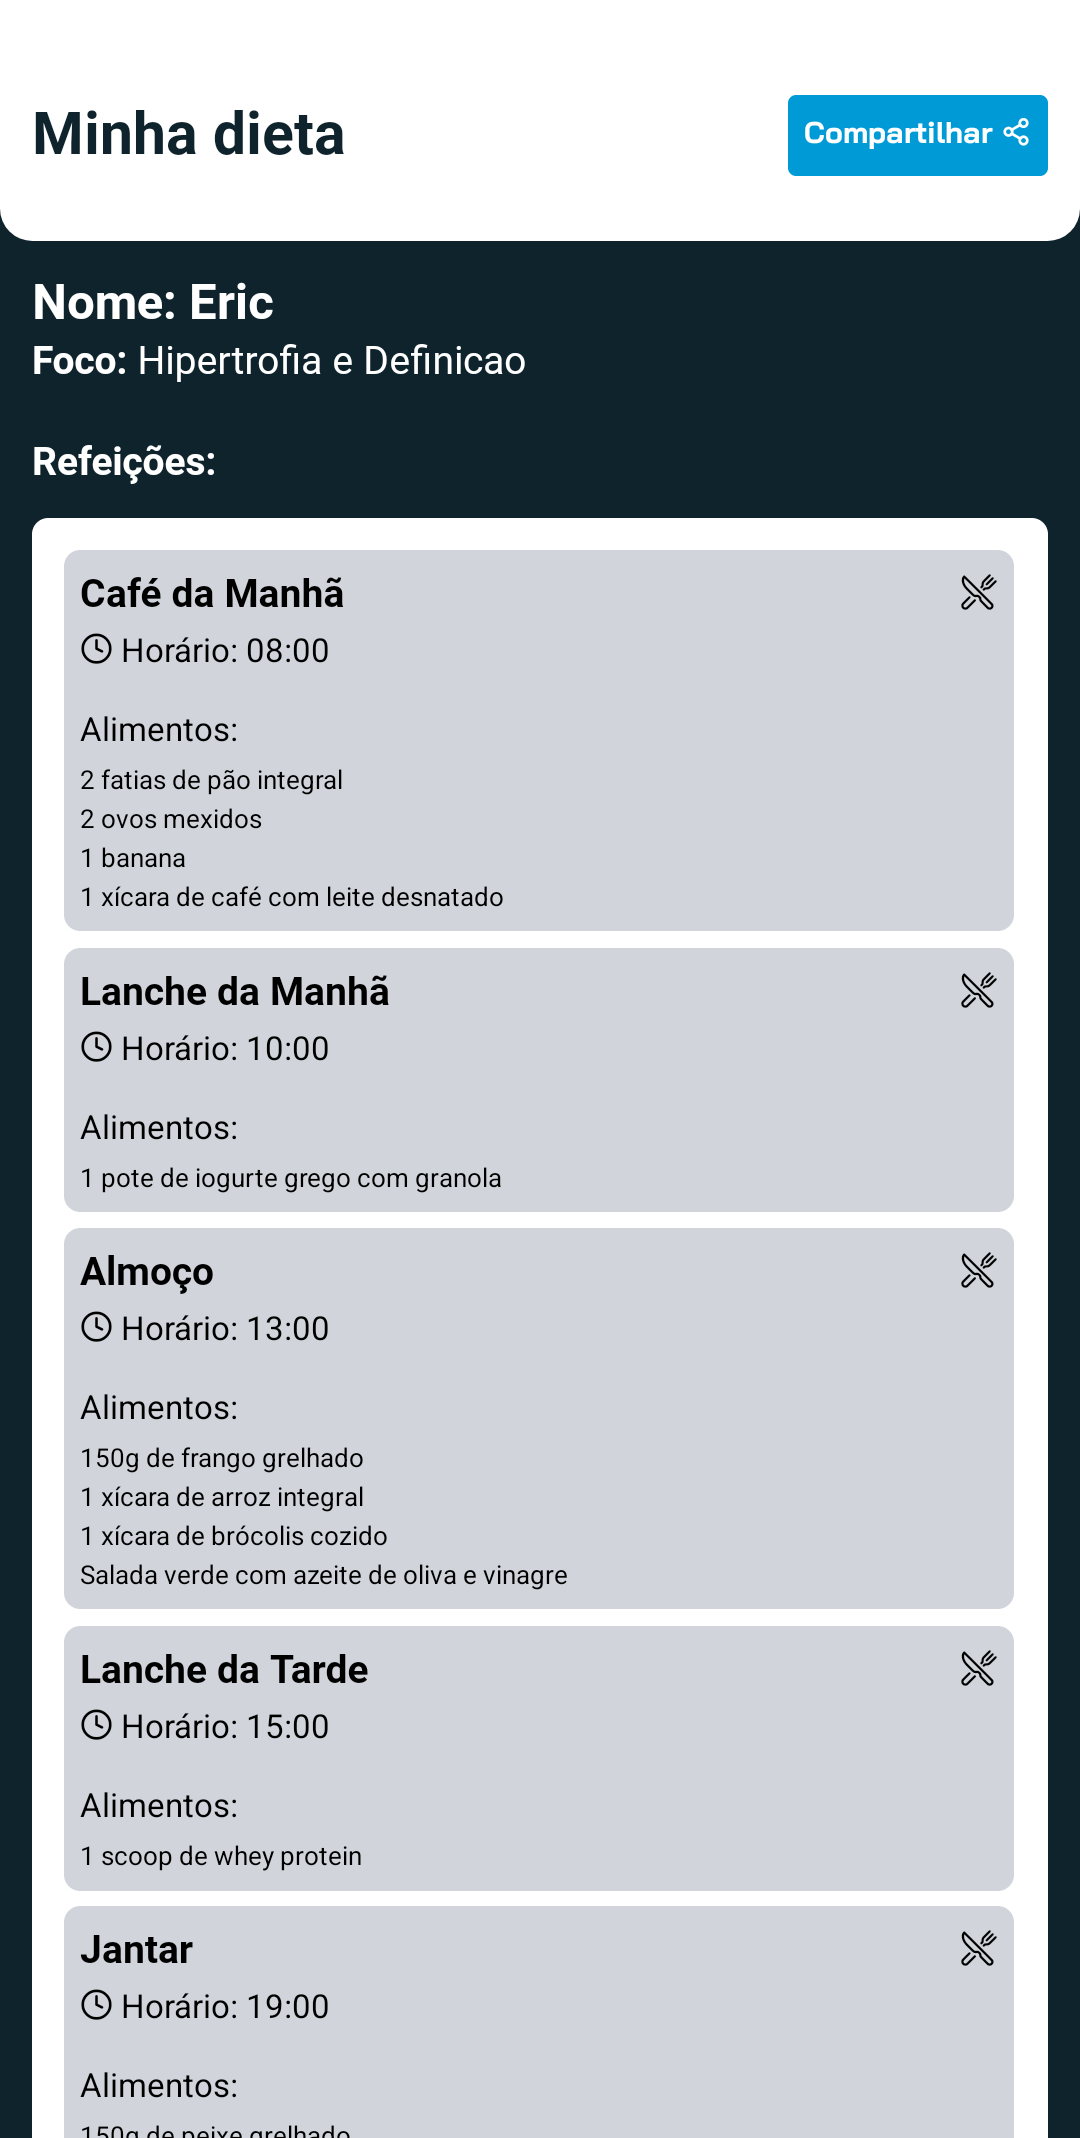 Minha dieta
Compartilhar
Nome: Eric
Foco: Hipertrofia e Definicao
Refeições:
Café da Manhã
Horário: 08:00
Alimentos:
2 fatias de pão integral
2 ovos mexidos
1 banana
1 xícara de café com leite desnatado
Lanche da Manhã
Horário: 10:00
Alimentos:
1 pote de iogurte grego com granola
Almoço
Horário: 13:00
Alimentos:
150g de frango grelhado
1 xícara de arroz integral
1 xícara de brócolis cozido
Salada verde com azeite de oliva e vinagre
Lanche da Tarde
Horário: 15:00
Alimentos:
1 scoop de whey protein
Jantar
Horário: 19:00
Alimentos:
150g de peixe grelhado